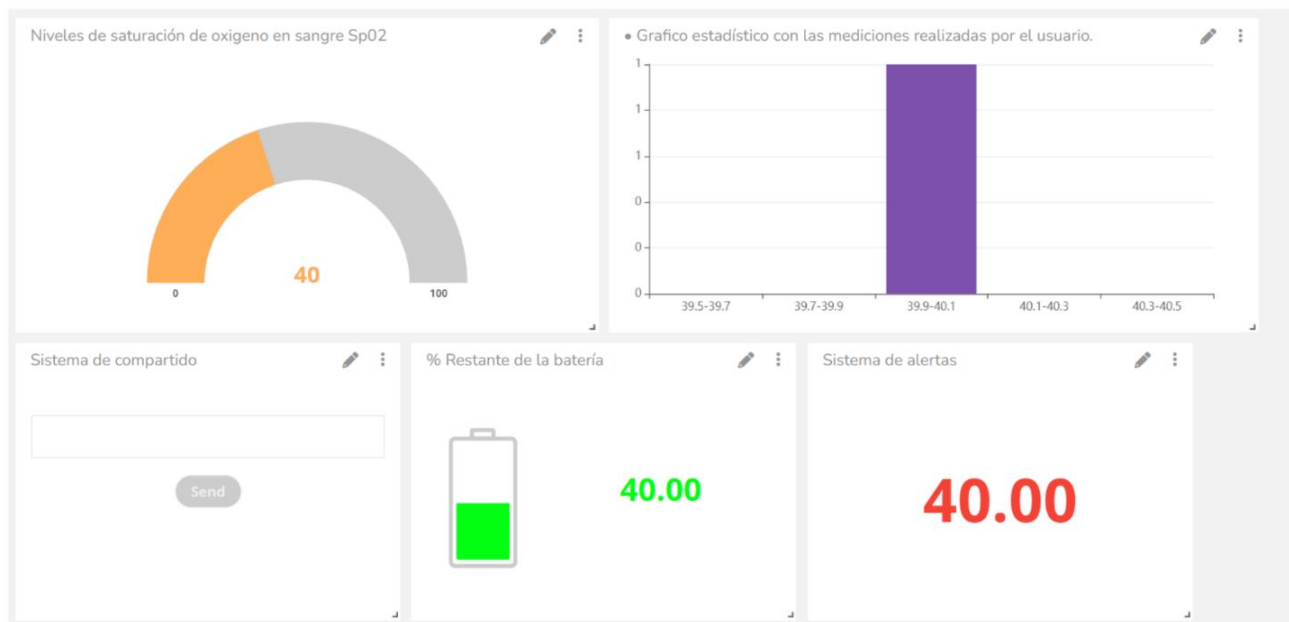 Niveles de saturación de oxigeno en sangre Sp02
40
0
100
• Grafico estadístico con las mediciones realizadas por el usuario.
1
1
1
0
0
0
39.5-39.7 39.7-39.9 39.9-40.1 40.1-40.3 40.3-40.5
Sistema de compartido
Send
% Restante de la batería
40.00
Sistema de alertas
40.00